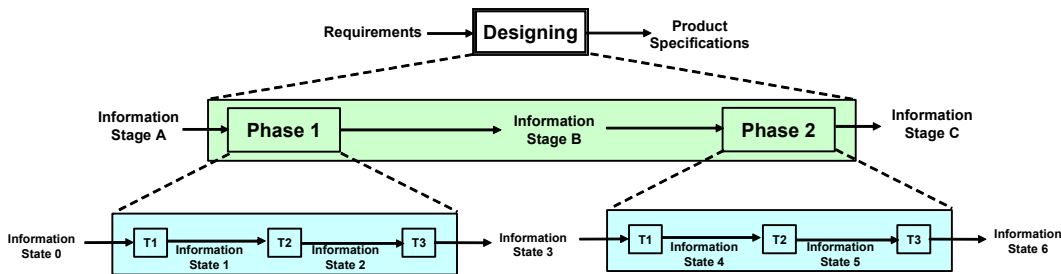 Requirements
Designing
Product
Specifications
Information
Stage A
Phase 1
Information
Stage B
Phase 2
Information
Stage C
Information
State 0
T1
Information
State 1
T2
Information
State 2
T3
Information
State 3
T1
Information
State 4
T2
Information
State 5
T3
Information
State 6